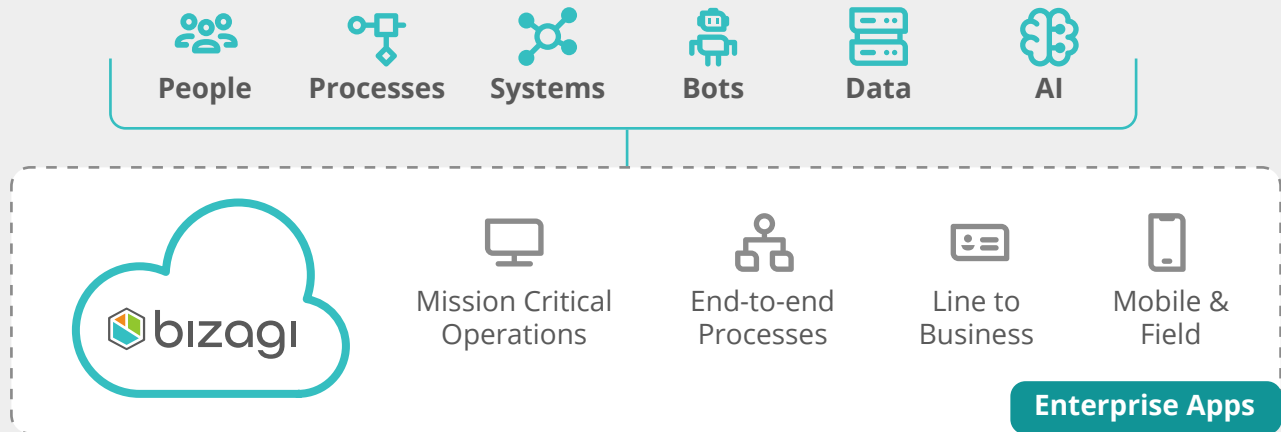 People
Processes
Systems
Bots
Data
AI
bizagi
Mission Critical
Operations
End-to-end
Processes
Line to
Business
Mobile &
Field
Enterprise Apps